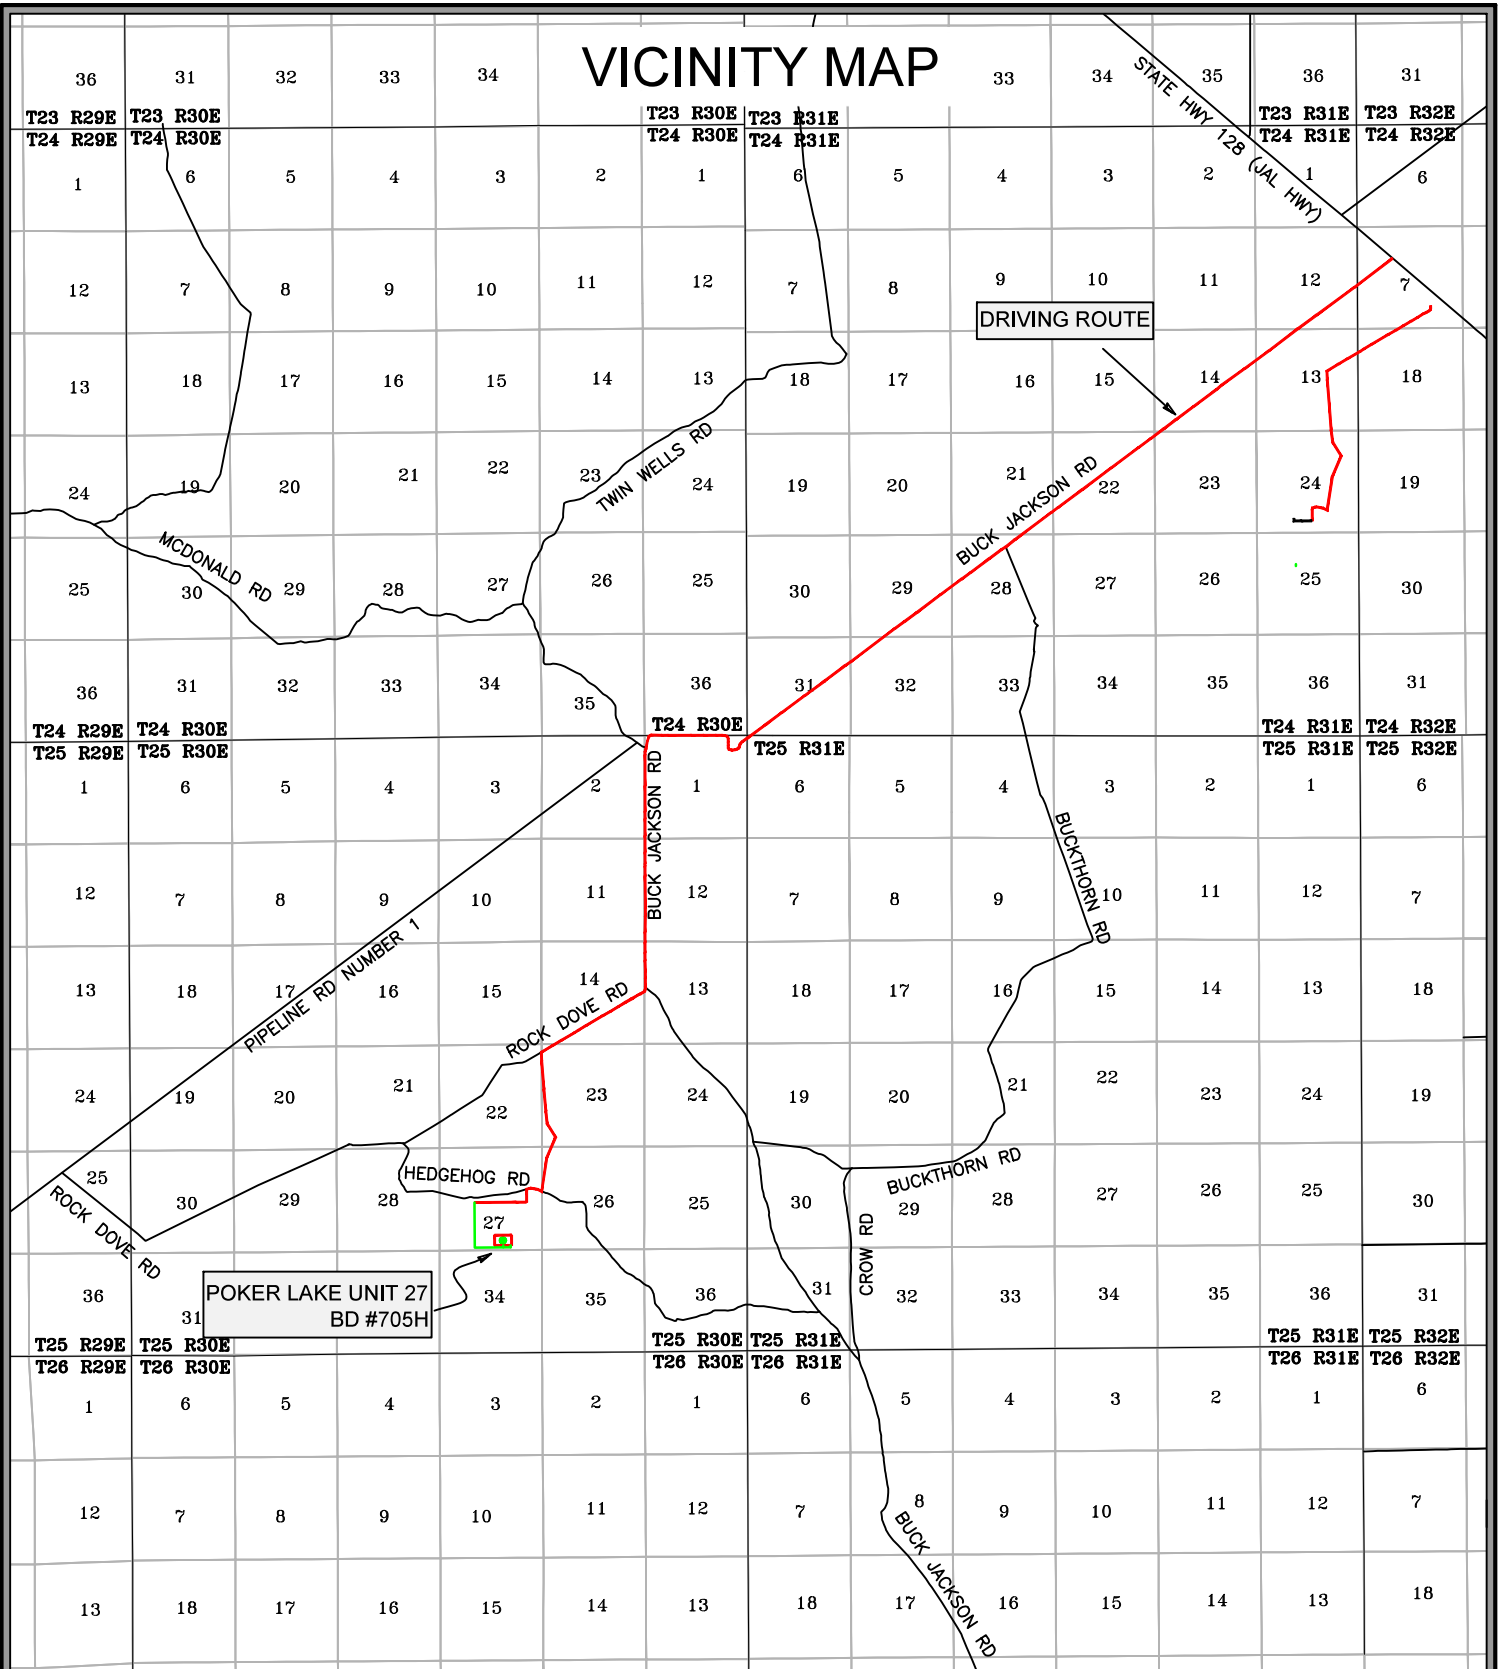 VICINITY MAP
36 31 32 33 34 33 34 35 36 31
STATE HWY 128 (JAL HWY)
T23 R29E T23 R30E T23 R30E T23 R31E T23 R31E T23 R32E
T24 R29E T24 R30E T24 R30E T24 R31E T24 R31E T24 R32E
1 6 5 4 3 2 1 6 5 4 3 2 1 6
12 7 8 9 10 11 12 7 8 9 10 11 12 7
DRIVING ROUTE
13 18 17 16 15 14 13 18 17 16 15 14 13 18
TWIN WELLS RD
24 19 20 21 22 23 24 19 20 21 22 23 24 19
BUCK JACKSON RD
MCDONALD RD
25 30 29 28 27 26 25 30 29 28 27 26 25 30
36 31 32 33 34 35 36 31 32 33 34 35 36 31
T24 R29E T24 R30E T24 R30E T24 R31E T24 R32E
T25 R29E T25 R30E T25 R31E T25 R31E T25 R32E
1 6 5 4 3 2 1 6 5 4 3 2 1 6
BUCK JACKSON RD
BUCKTHORN RD
12 7 8 9 10 11 12 7 8 9 10 11 12 7
PIPELINE RD NUMBER 1
13 18 17 16 15 14 13 18 17 16 15 14 13 18
ROCK DOVE RD
24 19 20 21 22 23 24 19 20 21 22 23 24 19
HEDGEHOG RD
BUCKTHORN RD
25 30 29 28 27 26 25 30 29 28 27 26 25 30
ROCK DOVE RD
CROW RD
POKER LAKE UNIT 27
BD #705H
36 31 34 35 36 31 32 33 34 35 36 31
T25 R29E T25 R30E T25 R30E T25 R31E T25 R31E T25 R32E
T26 R29E T26 R30E T26 R30E T26 R31E T26 R31E T26 R32E
1 6 5 4 3 2 1 6 5 4 3 2 1 6
12 7 8 9 10 11 12 7 8 9 10 11 12 7
BUCK JACKSON RD
13 18 17 16 15 14 13 18 17 16 15 14 13 18